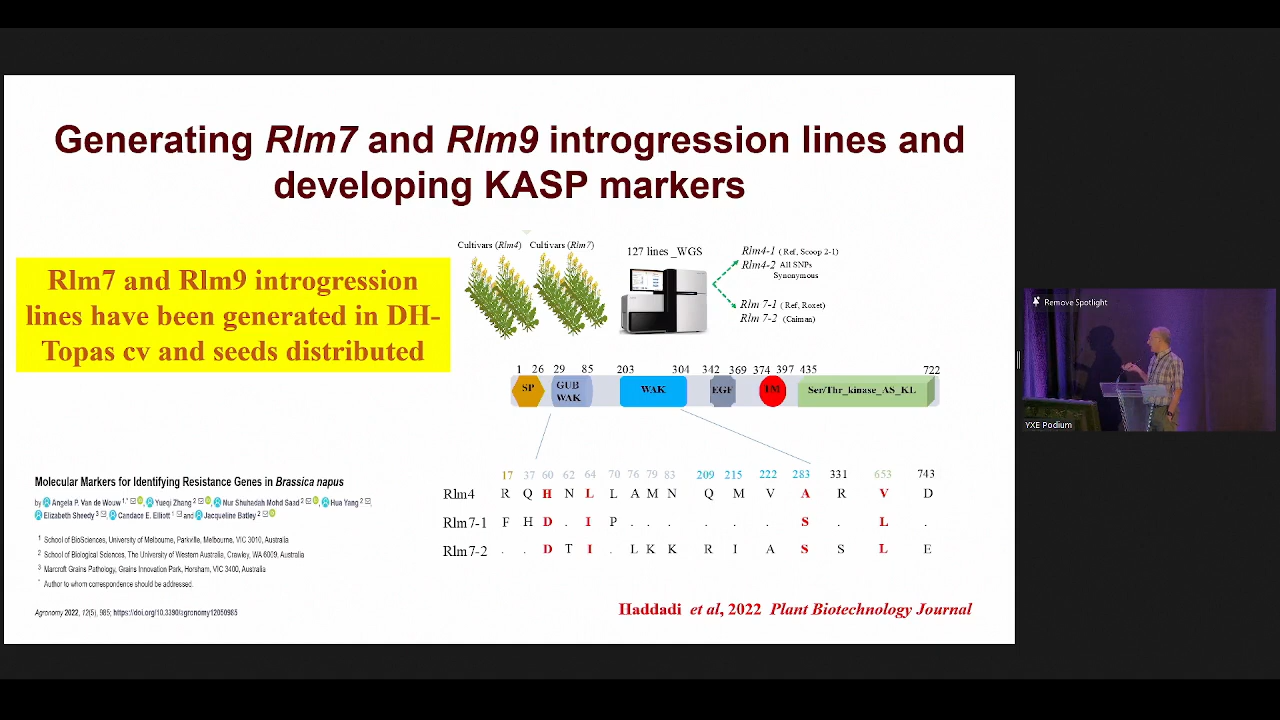 Generating Rlm7 and Rlm9 introgression lines and
developing KASP markers
Rlm7 and Rlm9 introgression
lines have been generated in DH-
Topas cv and seeds distributed
Cultivars (Rlm4) Cultivars (Rlm7)
127 lines _WGS
Rlm4-1 ( Ref, Scoop 2-1)
Rlm4-2 All SNPs
Synonymous
Rlm 7-1 ( Ref, Roxet)
Rlm 7-2 (Caiman)
1 26 29 85 203 304 342 369 374 397 435 722
SP GUB WAK WAK EGF TM Ser/Thr_kinase_AS_KL
17 37 60 62 64 70 76 79 83 209 215 222 283 331 653 743
Rlm4 R Q H N L L A M N Q M V A R V D
Rlm7-1 F H D . I P . . . . . . S . L .
Rlm7-2 . . D T I . L K K R I A S S L E
Haddadi et al, 2022 Plant Biotechnology Journal
Molecular Markers for Identifying Resistance Genes in Brassica napus
by Angela P. Van de Wouw 1,* Yueqi Zhang 2 Nur Shuhadah Mohd Saad 2 Hua Yang 2,
Elizabeth Sheedy 3 Candace E. Elliott 1 and Jacqueline Batley 2
1 School of BioSciences, University of Melbourne, Parkville, Melbourne, VIC 3010, Australia
2 School of Biological Sciences, The University of Western Australia, Crawley, WA 6009, Australia
3 Marcroft Grains Pathology, Grains Innovation Park, Horsham, VIC 3400, Australia
* Author to whom correspondence should be addressed.
Agronomy 2022, 12(5), 985; https://doi.org/10.3390/agronomy12050985
Remove Spotlight
YXE Podium